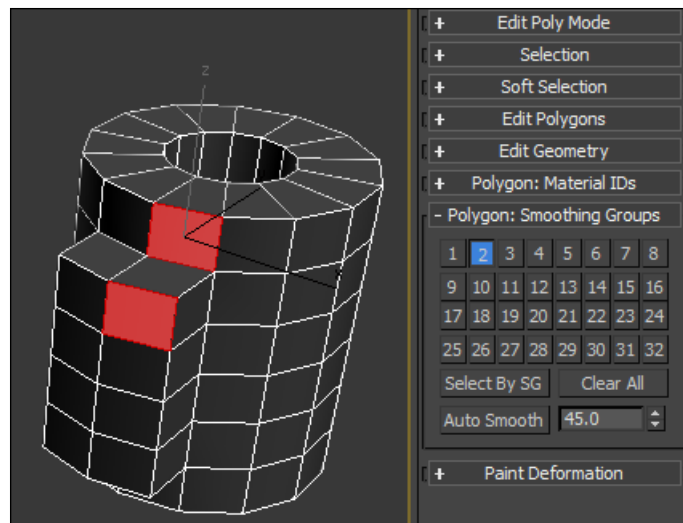 z
+ Edit Poly Mode
+ Selection
+ Soft Selection
+ Edit Polygons
+ Edit Geometry
+ Polygon: Material IDs
- Polygon: Smoothing Groups
1 2 3 4 5 6 7 8
9 10 11 12 13 14 15 16
17 18 19 20 21 22 23 24
25 26 27 28 29 30 31 32
Select By SG Clear All
Auto Smooth 45.0
+ Paint Deformation